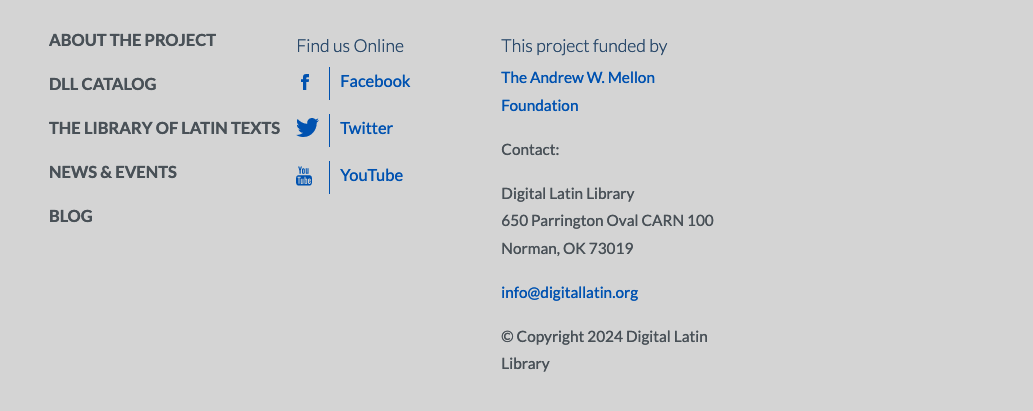 ABOUT THE PROJECT
DLL CATALOG
THE LIBRARY OF LATIN TEXTS
NEWS & EVENTS
BLOG
Find us Online
Facebook
Twitter
You
Tube
YouTube
This project funded by
The Andrew W. Mellon
Foundation
Contact:
Digital Latin Library
650 Parrington Oval CARN 100
Norman, OK 73019
info@digitallatin.org
© Copyright 2024 Digital Latin
Library